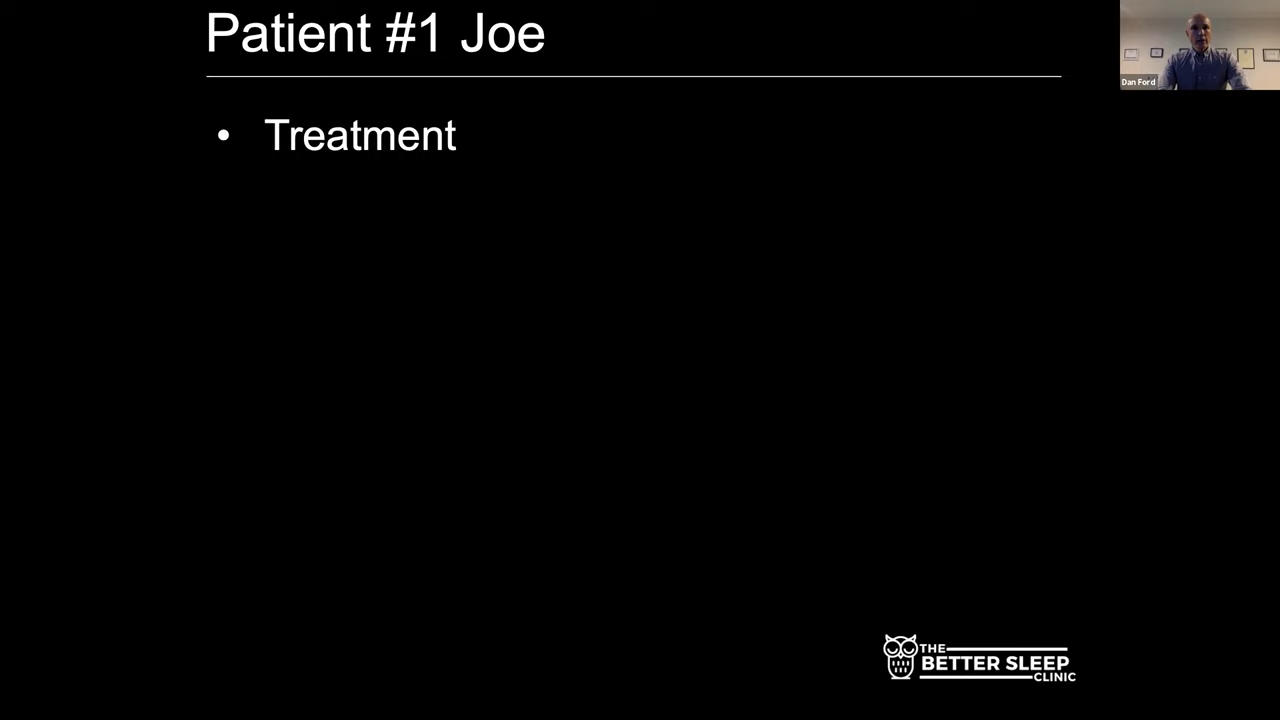 Patient #1 Joe
Dan Ford
• Treatment
THE
BETTER SLEEP
CLINIC